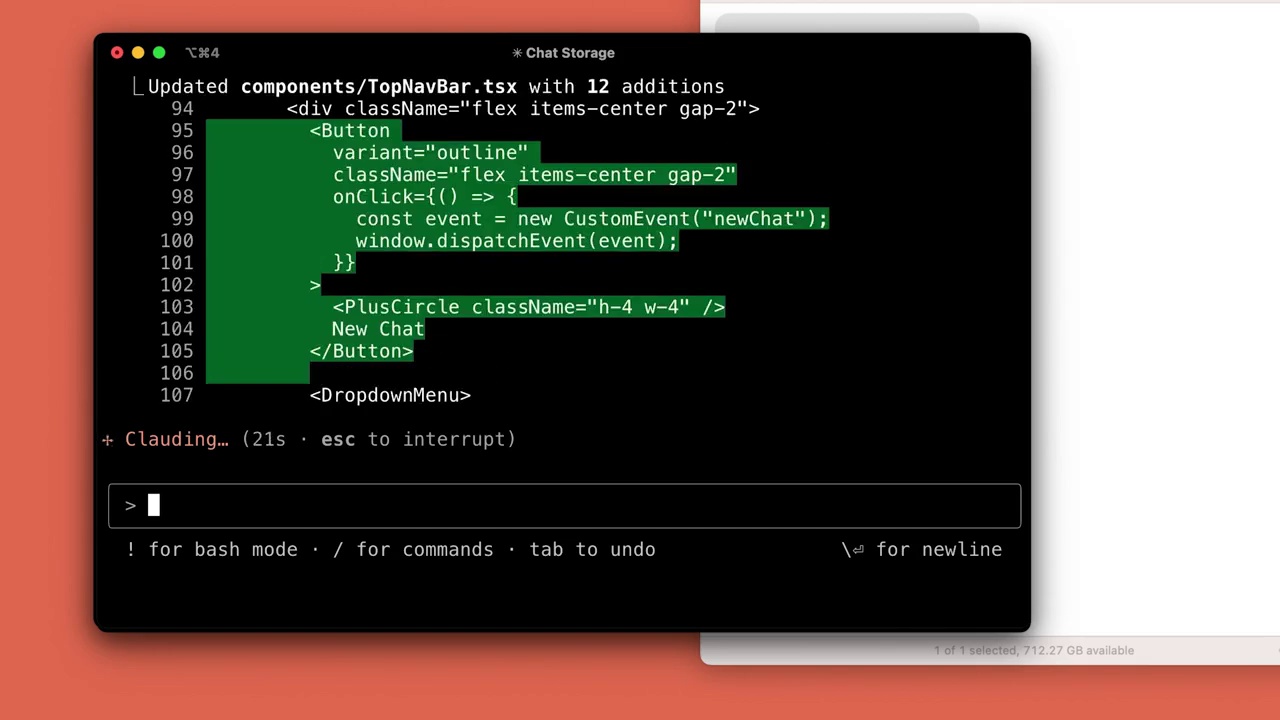 ⌥⌘4
✳ Chat Storage
⎿Updated components/TopNavBar.tsx with 12 additions
94 <div className="flex items-center gap-2">
95 <Button
96 variant="outline"
97 className="flex items-center gap-2"
98 onClick={() => {
99 const event = new CustomEvent("newChat");
100 window.dispatchEvent(event);
101 }}
102 >
103 <PlusCircle className="h-4 w-4" />
104 New Chat
105 </Button>
106
107 <DropdownMenu>
✢ Clauding… (21s · esc to interrupt)
>
! for bash mode · / for commands · tab to undo
\⏎ for newline
1 of 1 selected, 712.27 GB available